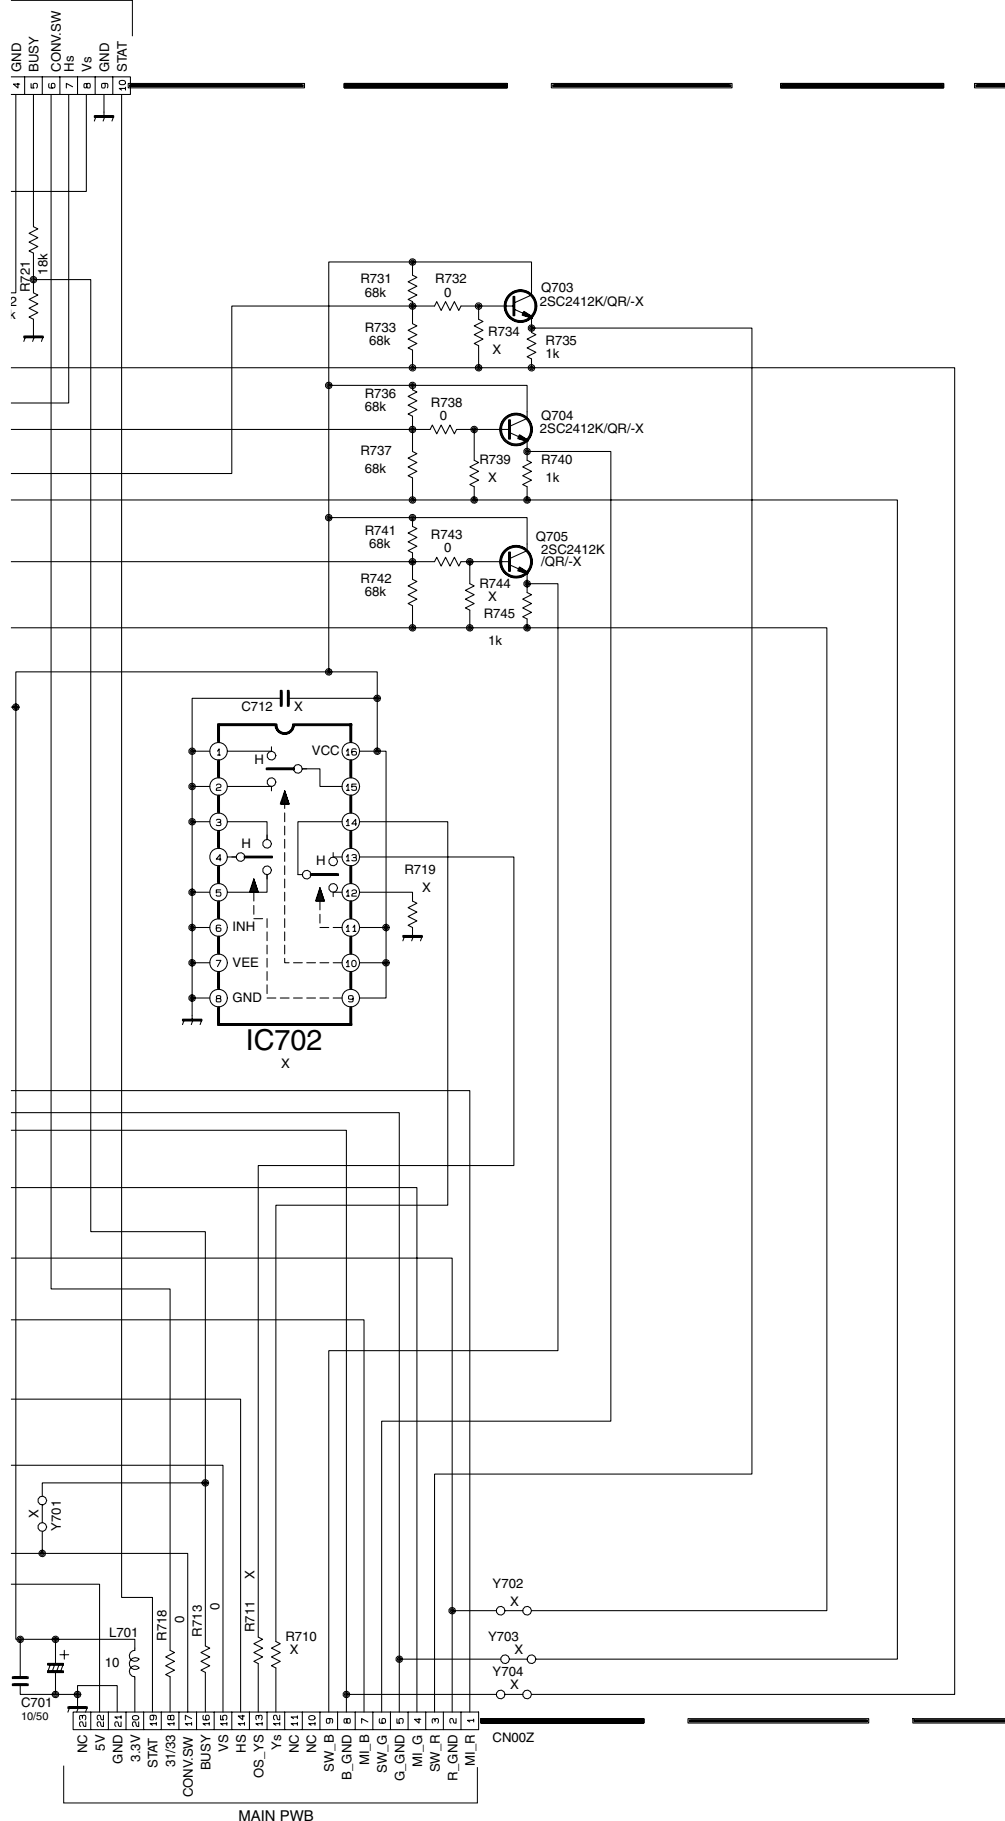 GND
BUSY
CONV.SW
Hs
Vs
GND
STAT
4
5
6
7
8
9
10
R721
18k
R731
68k
R732
0
Q703
2SC2412K/QR/-X
R733
68k
R734
X
R735
1k
R736
68k
R738
0
Q704
2SC2412K/QR/-X
R737
68k
R739
X
R740
1k
R741
68k
R743
0
Q705
2SC2412K
/QR/-X
R742
68k
R744
X
R745
1k
C712
X
1
H
VCC
16
2
15
3
14
4
H
H
13
R719
X
5
12
6
INH
11
7
VEE
10
8
GND
9
IC702
X
X
Y701
R718
0
R713
0
R711
X
R710
X
L701
10
C701
10/50
+
Y702
X
Y703
X
Y704
X
23
22
21
20
19
18
17
16
15
14
13
12
11
10
9
8
7
6
5
4
3
2
1
CN00Z
NC
5V
GND
3.3V
STAT
31/33
CONV.SW
BUSY
VS
HS
OS_YS
Ys
NC
NC
SW_B
B_GND
MI_B
SW_G
G_GND
MI_G
SW_R
R_GND
MI_R
MAIN PWB